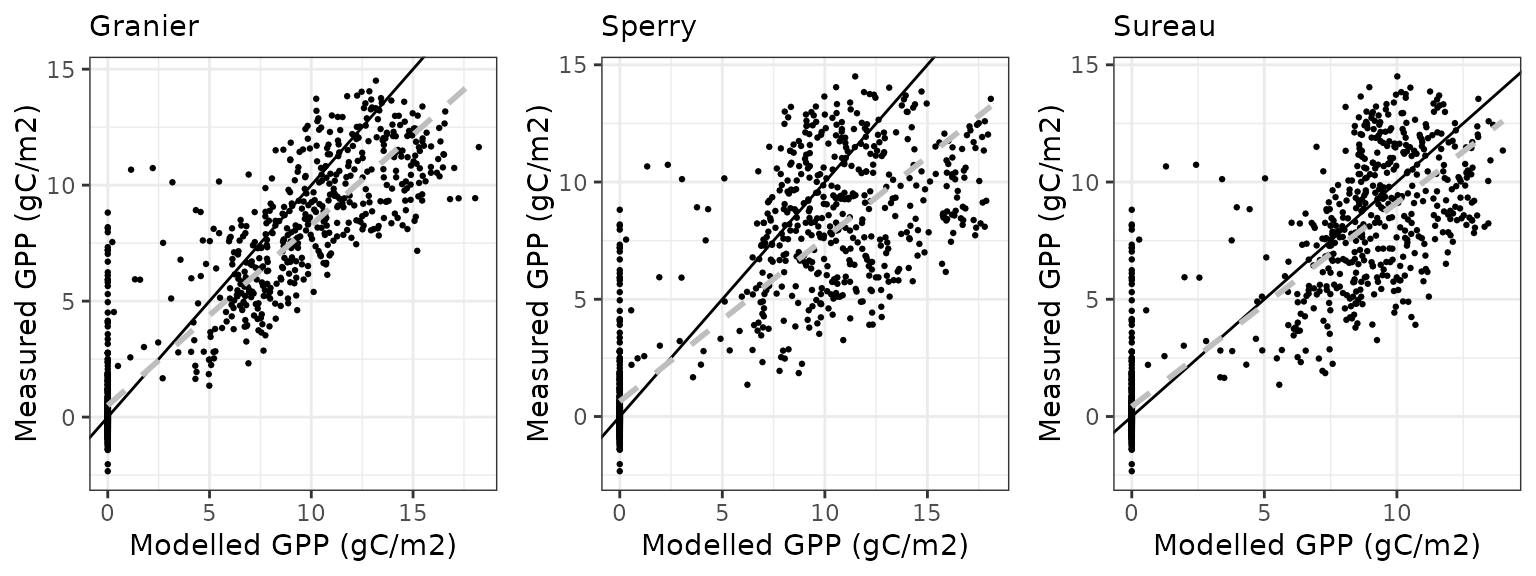 Granier
Measured GPP (gC/m2)
15
10
5
0
0 5 10 15
Modelled GPP (gC/m2)
Sperry
Measured GPP (gC/m2)
15
10
5
0
0 5 10 15
Modelled GPP (gC/m2)
Sureau
Measured GPP (gC/m2)
15
10
5
0
0 5 10
Modelled GPP (gC/m2)